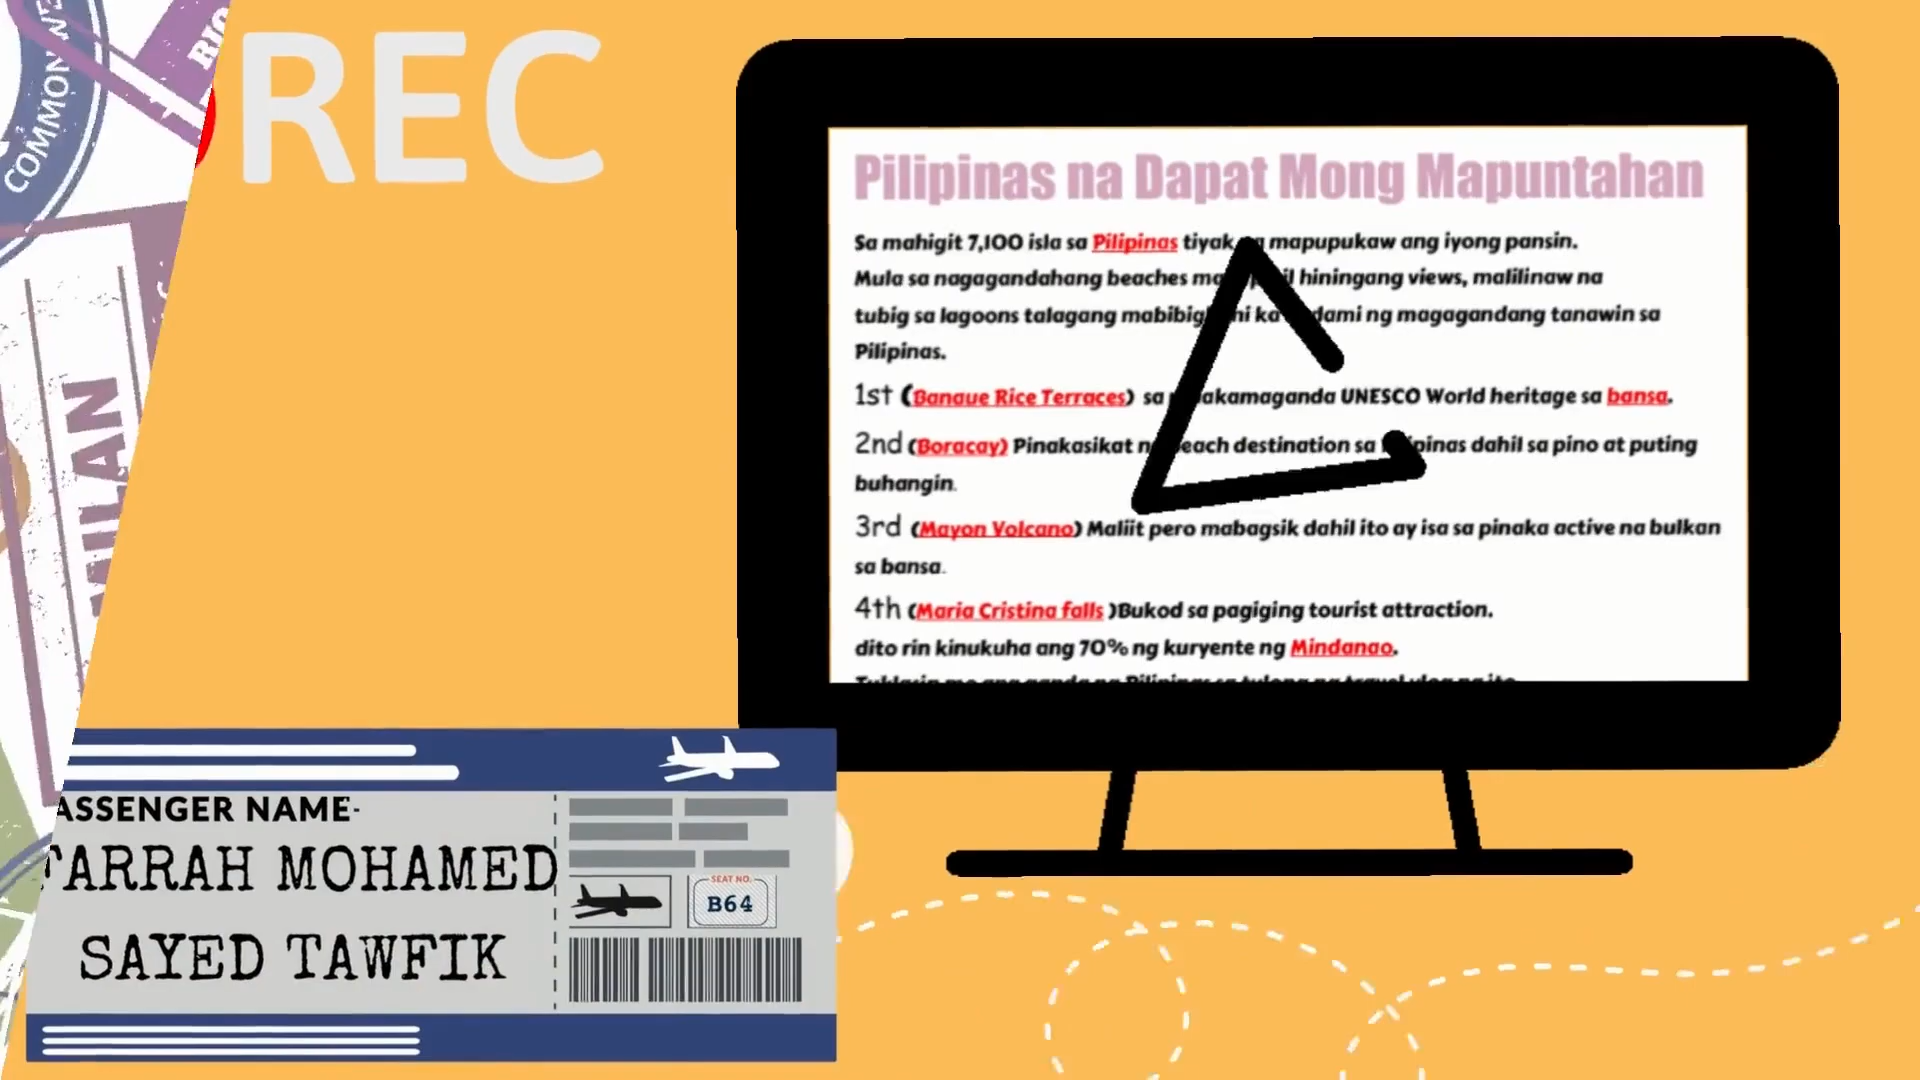 COMMON
REC
MILAN
Pilipinas na Dapat Mong Mapuntahan
Sa mahigit 7,100 isla sa Pilipinas tiyak mapupukaw ang iyong pansin.
Mula sa nagagandahang beaches hiningang views, malilinaw na
tubig sa lagoons talagang dami ng magagandang tanawin sa
Pilipinas.
1st (Banaue Rice Terraces) sa UNESCO World heritage sa bansa.
2nd (Boracay) Pinakasikat beach destination sa dahil sa pino at puting
buhangin.
3rd (Mayon Volcano) Maliit pero mabagsik dahil ito ay isa sa pinaka active na bulkan
sa bansa.
4th (Maria Cristina falls )Bukod sa pagiging tourist attraction.
dito rin kinukuha ang 70% ng kuryente ng Mindanao.
ASSENGER NAME-
FARRAH MOHAMED
SAYED TAWFIK
SEAT NO.
B64